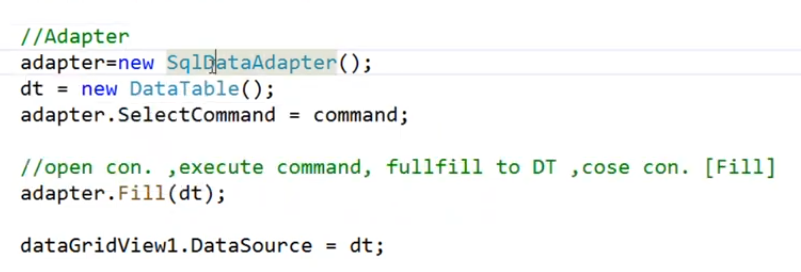 //Adapter
adapter=new SqlDataAdapter();
dt = new DataTable();
adapter.SelectCommand = command;
//open con. ,execute command, fullfill to DT ,cose con. [Fill]
adapter.Fill(dt);
dataGridView1.DataSource = dt;